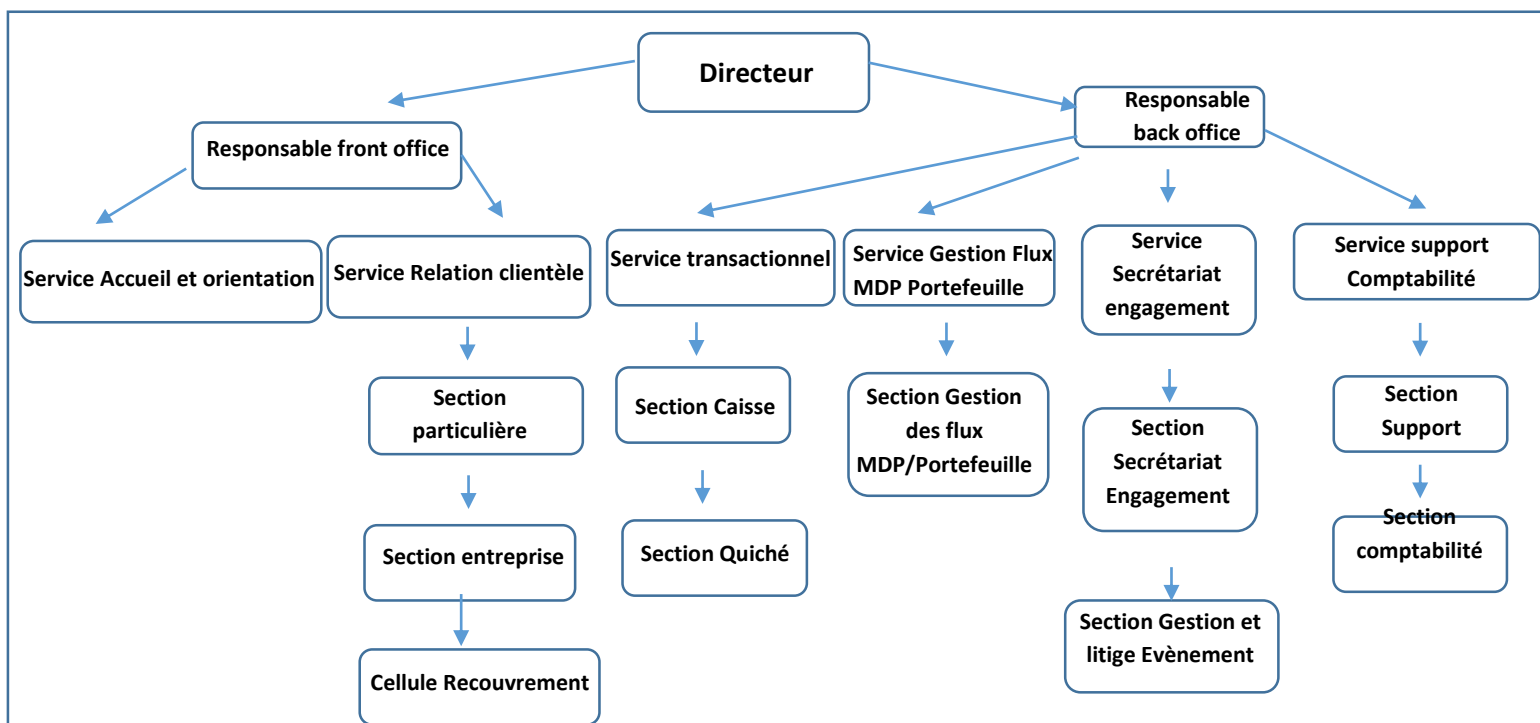 Directeur
Responsable front office
Responsable
back office
Service Accueil et orientation
Service Relation clientèle
Service transactionnel
Service Gestion Flux
MDP Portefeuille
Service
Secrétariat
engagement
Service support
Comptabilité
Section
particulière
Section Caisse
Section Gestion
des flux
MDP/Portefeuille
Section
Secrétariat
Engagement
Section
Support
Section entreprise
Section Quiché
Section
comptabilité
Cellule Recouvrement
Section Gestion et
litige Evènement